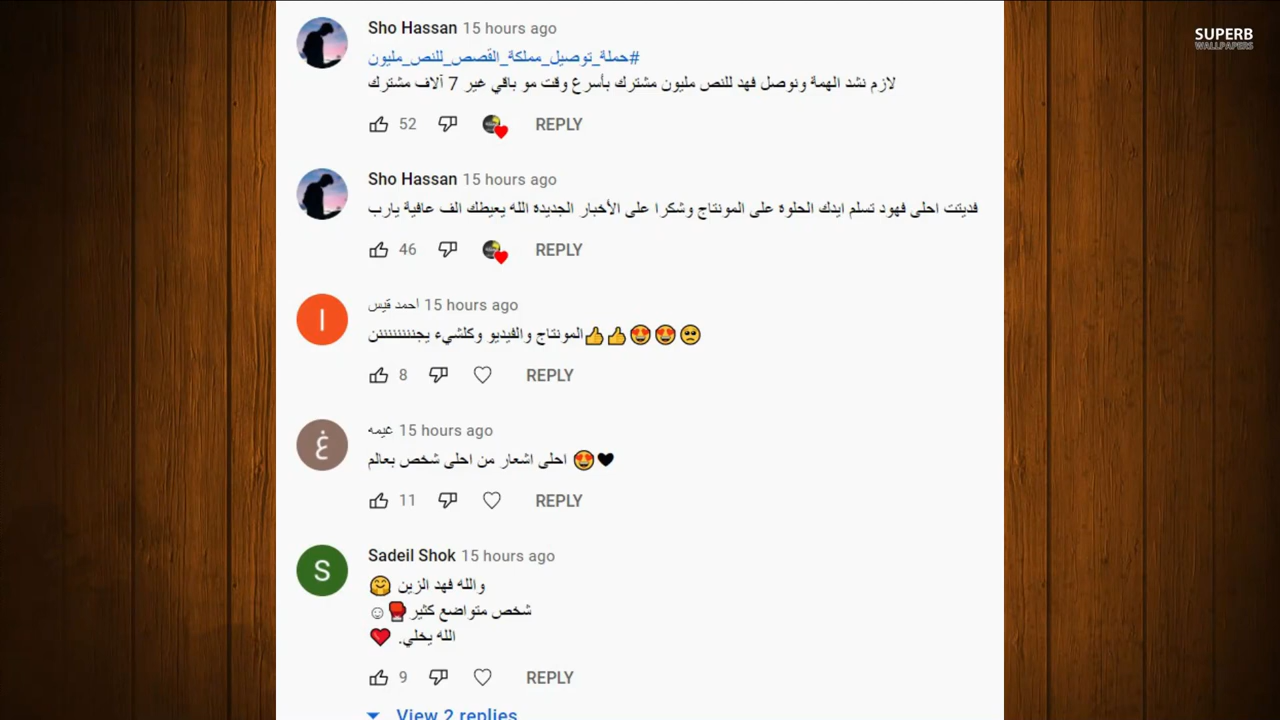 SUPERB
WALLPAPERS
Sho Hassan 15 hours ago
#حملة_توصيل_مملكة_القصص_للنص_مليون
لازم نشد الهمة ونوصل فهد للنص مليون مشترك بأسرع وقت مو باقي غير 7 آلاف مشترك
52 REPLY
Sho Hassan 15 hours ago
فديتت احلى فهود تسلم ايدك الحلوة على المونتاج وشكرا على الأخبار الجديدة الله يعيطك الف عافية يارب
46 REPLY
احمد قيس 15 hours ago
المونتاج والفيديو وكلشيء يجننننننننن👍👍😍😍🥺
8 REPLY
غيمه 15 hours ago
احلى اشعار من احلى شخص بعالم 😍🖤
11 REPLY
Sadeil Shok 15 hours ago
والله فهد الزين 🤗
شخص متواضع كثير🥊☺
الله يخلي. ❤️
9 REPLY
View 2 replies
ا
غ
S